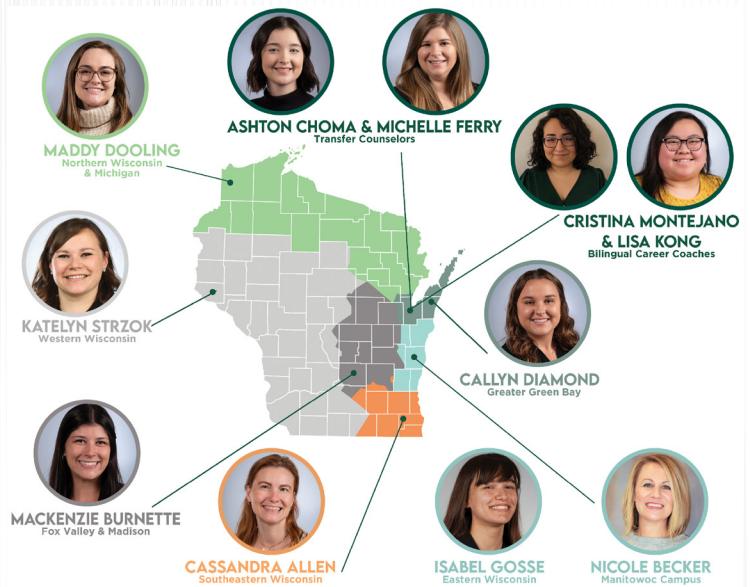 ASHTON CHOMA & MICHELLE FERRY
Transfer Counselors
MADDY DOOLING
Northern Wisconsin
& Michigan
CRISTINA MONTEJANO
& LISA KONG
Bilingual Career Coaches
KATELYN STRZOK
Western Wisconsin
CALLYN DIAMOND
Greater Green Bay
MACKENZIE BURNETTE
Fox Valley & Madison
CASSANDRA ALLEN
Southeastern Wisconsin
ISABEL GOSSE
Eastern Wisconsin
NICOLE BECKER
Manitowoc Campus